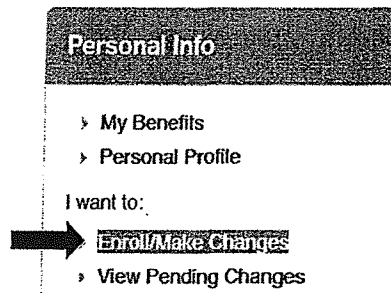 Personal Info
My Benefits
Personal Profile
I want to:
Enroll/Make Changes
View Pending Changes